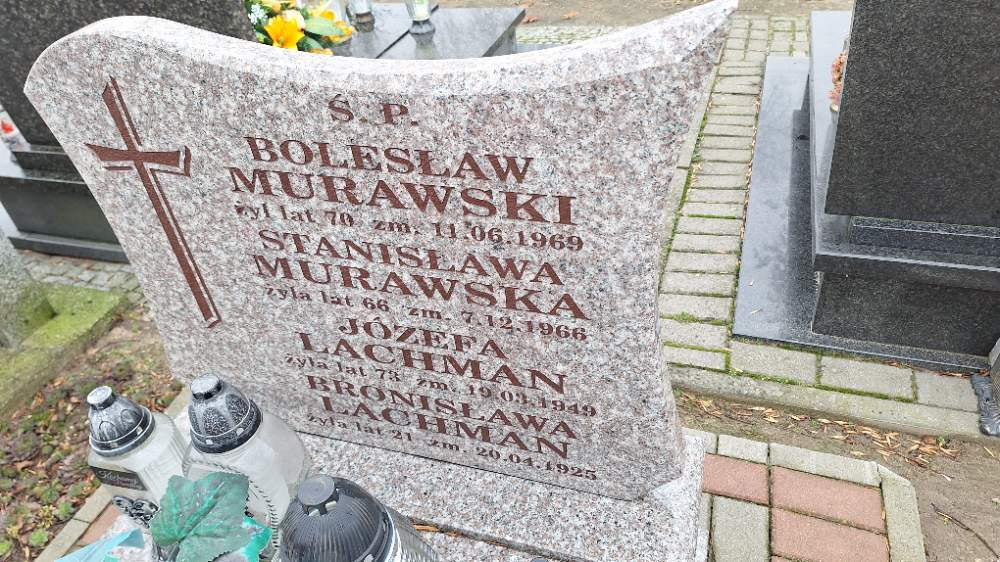 Ś. P.
BOLESŁAW
MURAWSKI
żył lat 70 zm. 11.06.1969
STANISŁAWA
MURAWSKA
żyła lat 66 zm. 7.12.1966
JÓZEFA
LACHMAN
żyła lat 73 zm. 19.03.1949
BRONISŁAWA
LACHMAN
żyła lat 21 zm. 20.04.1925